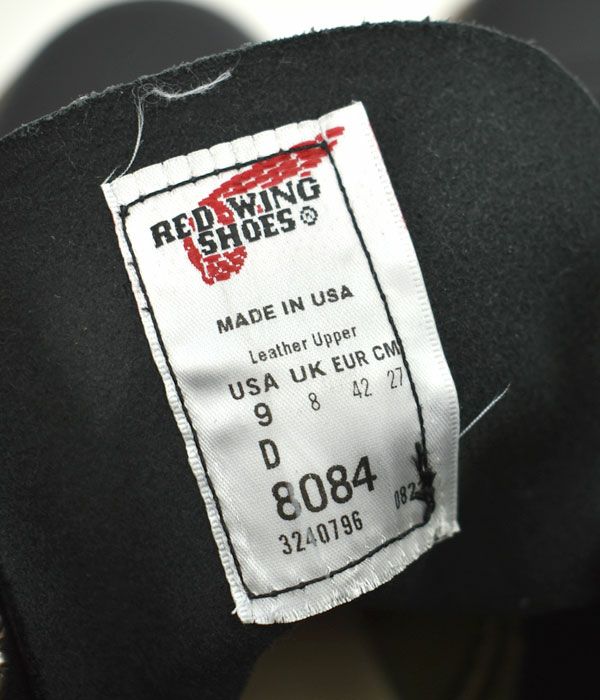 RED WING
SHOES®
MADE IN USA
Leather Upper
USA UK EUR CM
9 8 42 27
D
8084
3240796